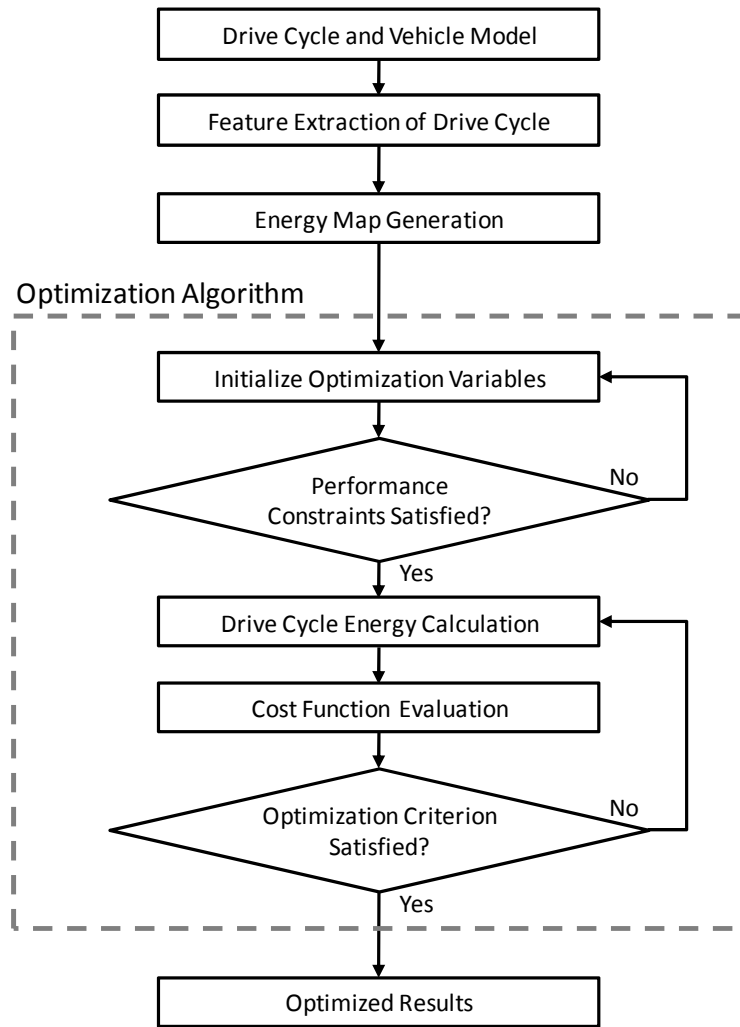 Drive Cycle and Vehicle Model
Feature Extraction of Drive Cycle
Energy Map Generation
Optimization Algorithm
Initialize Optimization Variables
Performance
Constraints Satisfied?
No
Yes
Drive Cycle Energy Calculation
Cost Function Evaluation
Optimization Criterion
Satisfied?
No
Yes
Optimized Results